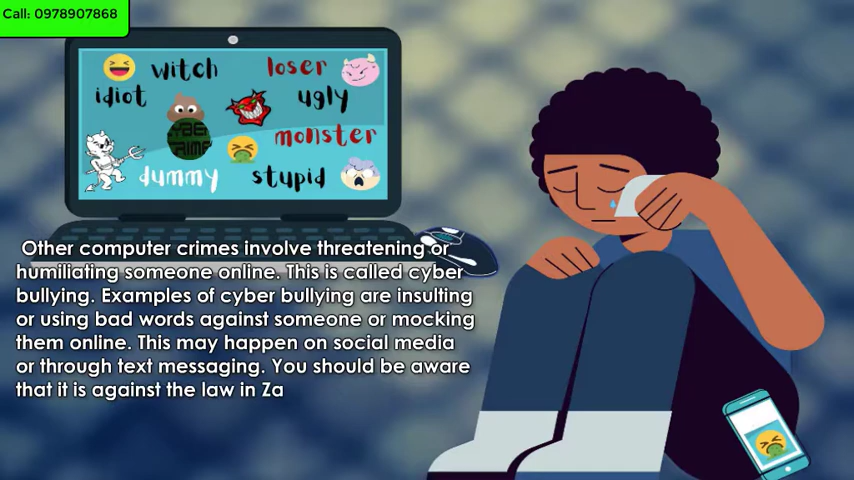 Call: 0978907868
witch
loser
idiot
ugly
CYBER
CRIME
monster
dummy
stupid
Other computer crimes involve threatening or
humiliating someone online. This is called cyber
bullying. Examples of cyber bullying are insulting
or using bad words against someone or mocking
them online. This may happen on social media
or through text messaging. You should be aware
that it is against the law in Za